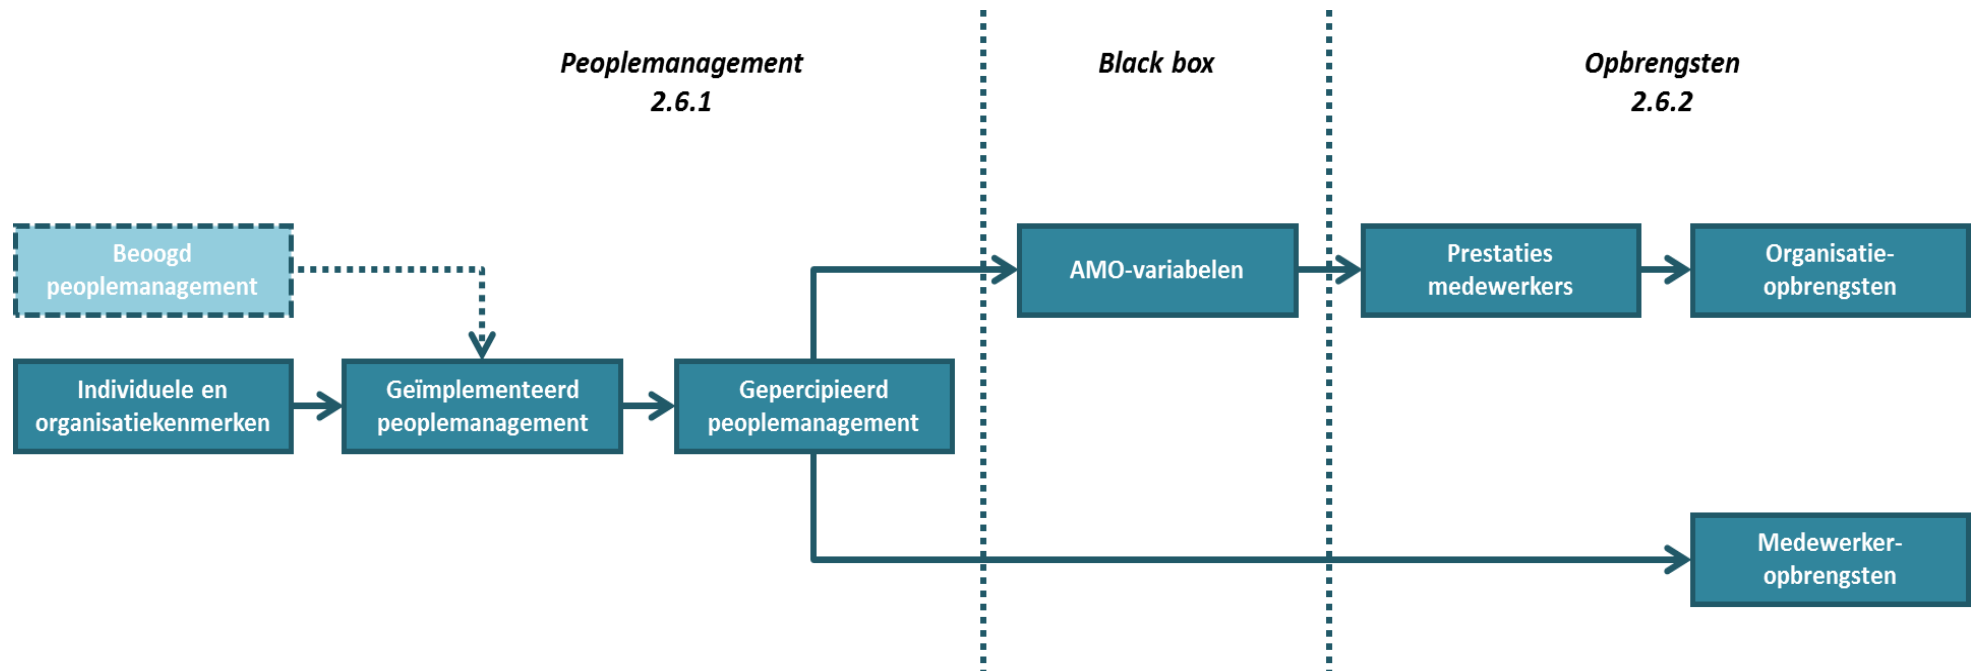 Peoplemanagement
2.6.1
Black box
Opbrengsten
2.6.2
Beoogd
peoplemanagement
AMO-variabelen
Prestaties
medewerkers
Organisatie-
opbrengsten
Individuele en
organisatiekenmerken
Geïmplementeerd
peoplemanagement
Gepercipieerd
peoplemanagement
Medewerker-
opbrengsten